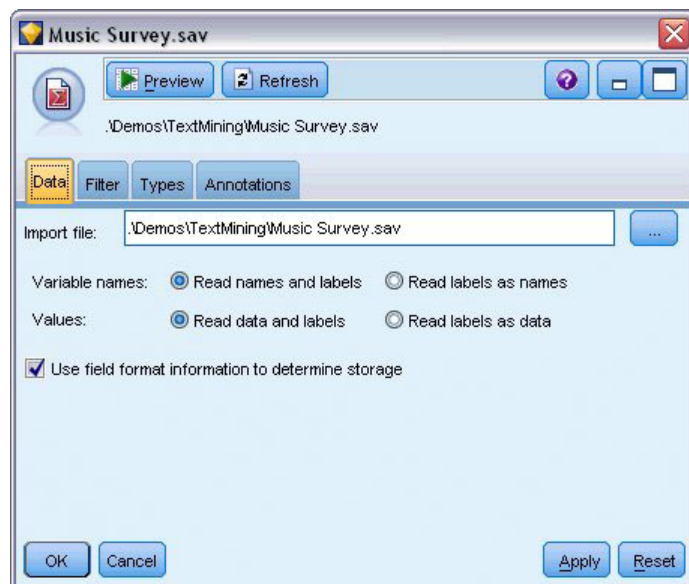 Music Survey.sav
Preview Refresh
.\Demos\TextMining\Music Survey.sav
Data Filter Types Annotations
Import file: .\Demos\TextMining\Music Survey.sav ...
Variable names: Read names and labels Read labels as names
Values: Read data and labels Read labels as data
Use field format information to determine storage
OK Cancel Apply Reset